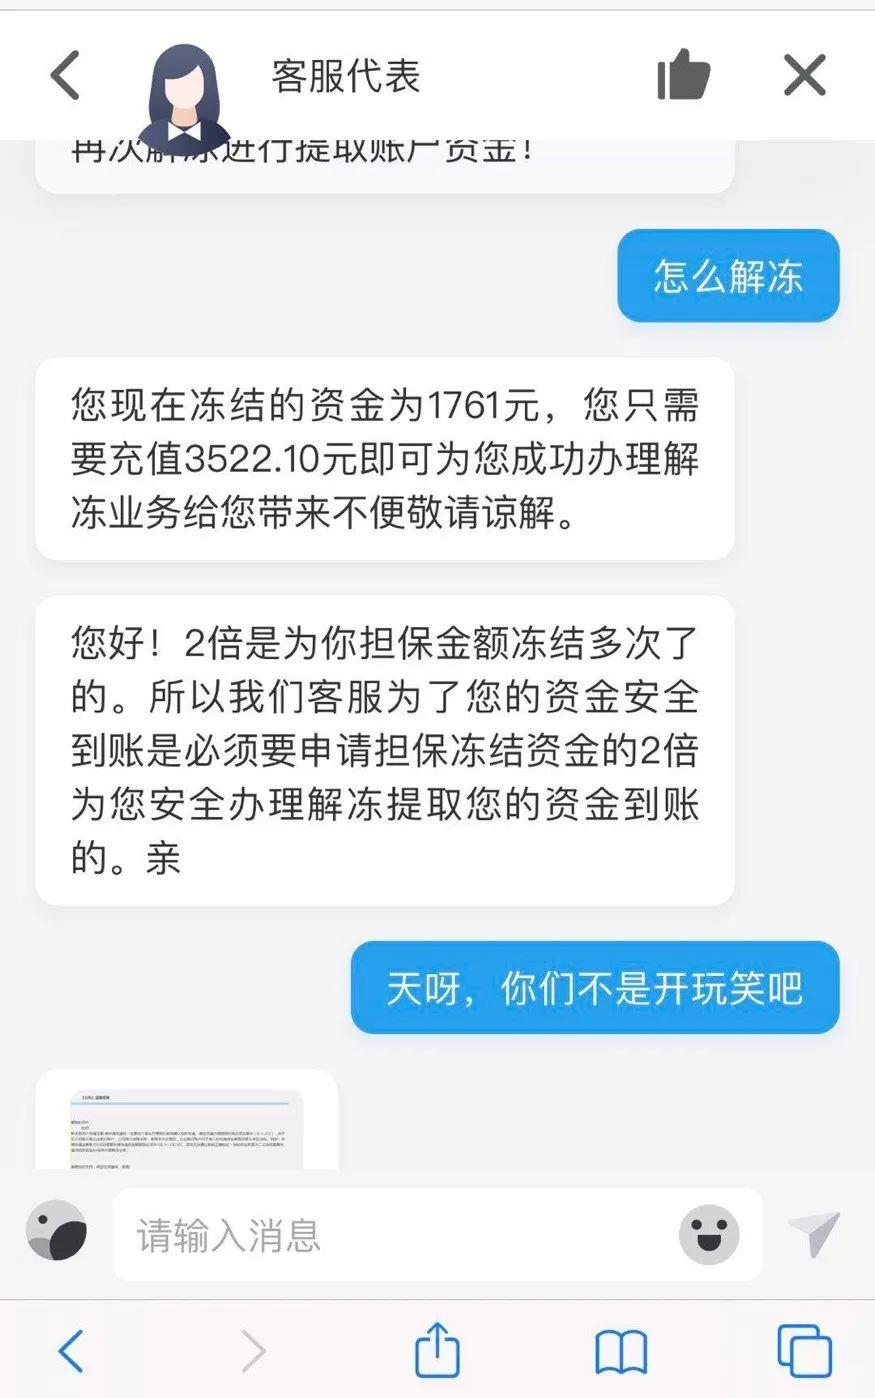 客服代表
再次解冻进行提取账户资金！
怎么解冻
您现在冻结的资金为1761元，您只需
要充值3522.10元即可为您成功办理解
冻业务给您带来不便敬请谅解。
您好！2倍是为你担保金额冻结多次了
的。所以我们客服为了您的资金安全
到账是必须要申请担保冻结资金的2倍
为您安全办理解冻提取您的资金到账
的。亲
天呀，你们不是开玩笑吧
请输入消息